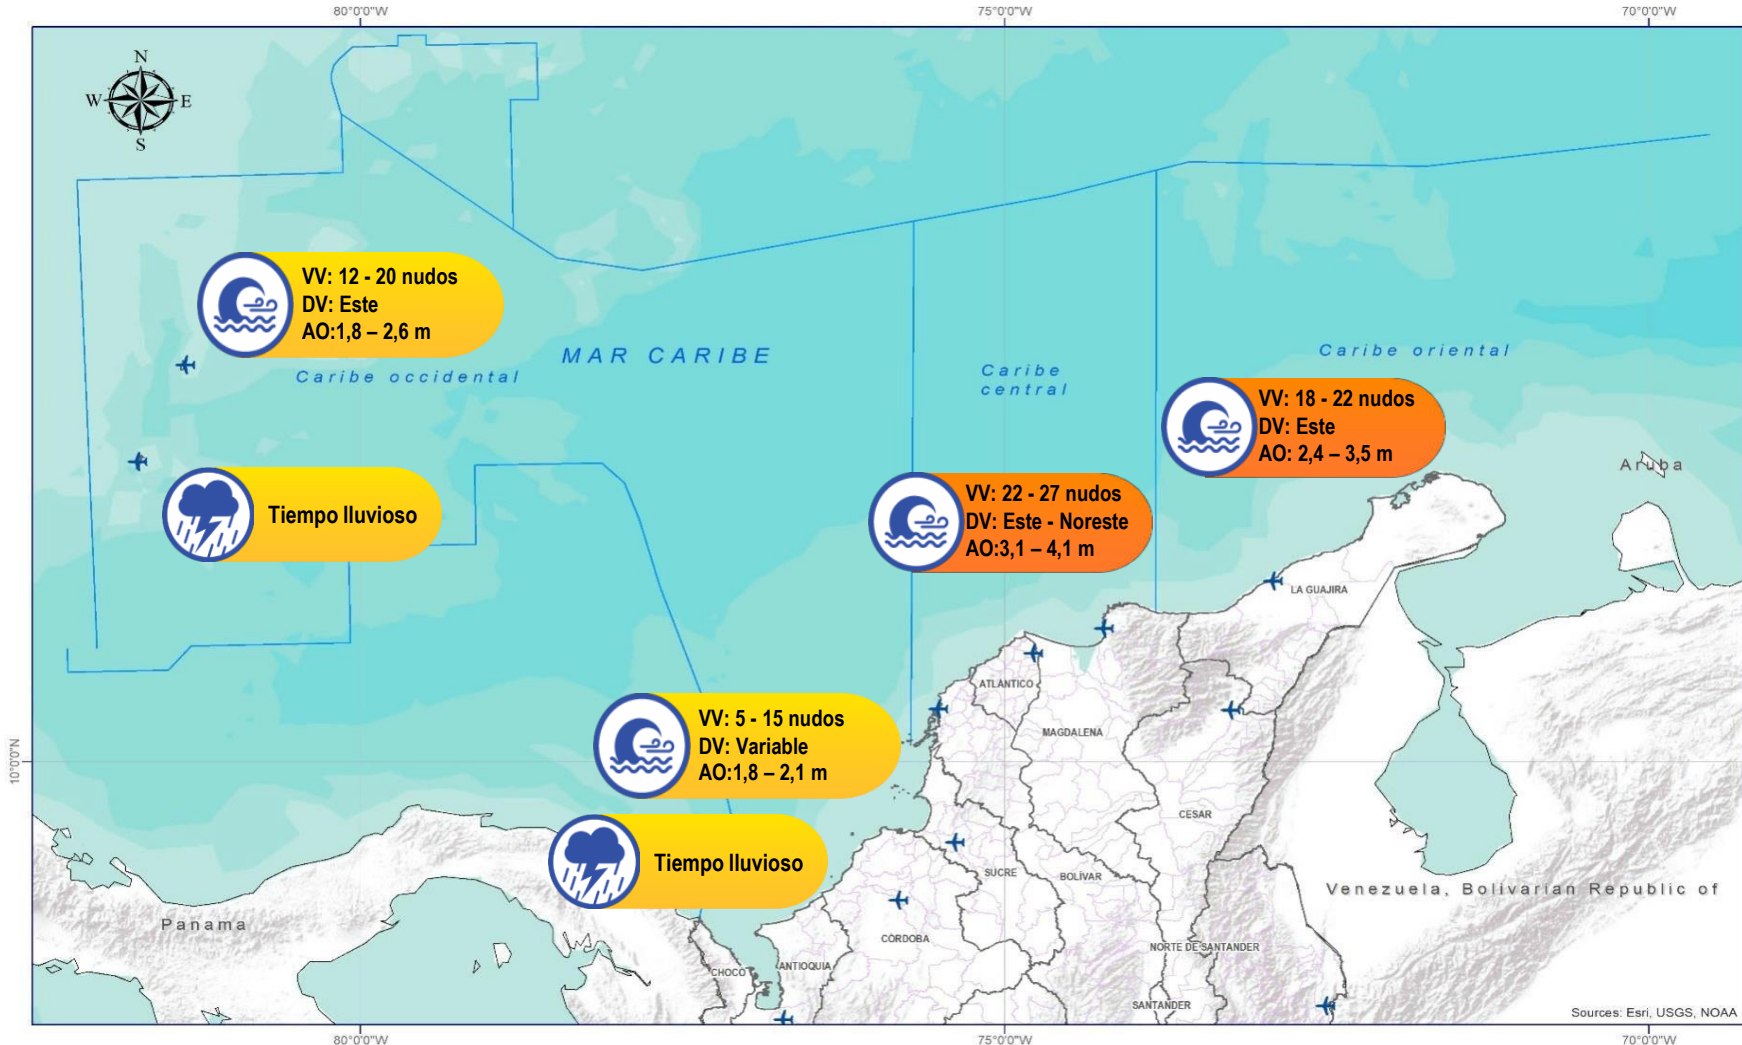 80°0'0"W
75°0'0"W
70°0'0"W
N
W
E
S
VV: 12 - 20 nudos
DV: Este
AO:1,8 – 2,6 m
MAR CARIBE
Caribe occidental
Caribe
central
Caribe oriental
VV: 18 - 22 nudos
DV: Este
AO: 2,4 – 3,5 m
Aruba
Tiempo lluvioso
VV: 22 - 27 nudos
DV: Este - Noreste
AO:3,1 – 4,1 m
LA GUAJIRA
ATLÁNTICO
MAGDALENA
VV: 5 - 15 nudos
DV: Variable
AO:1,8 – 2,1 m
10°0'0"N
CESAR
Tiempo lluvioso
SUCRE
BOLÍVAR
Venezuela, Bolivarian Republic of
Panama
CÓRDOBA
NORTE DE SANTANDER
CHOCÓ
ANTIOQUIA
SANTANDER
Sources: Esri, USGS, NOAA
80°0'0"W
75°0'0"W
70°0'0"W